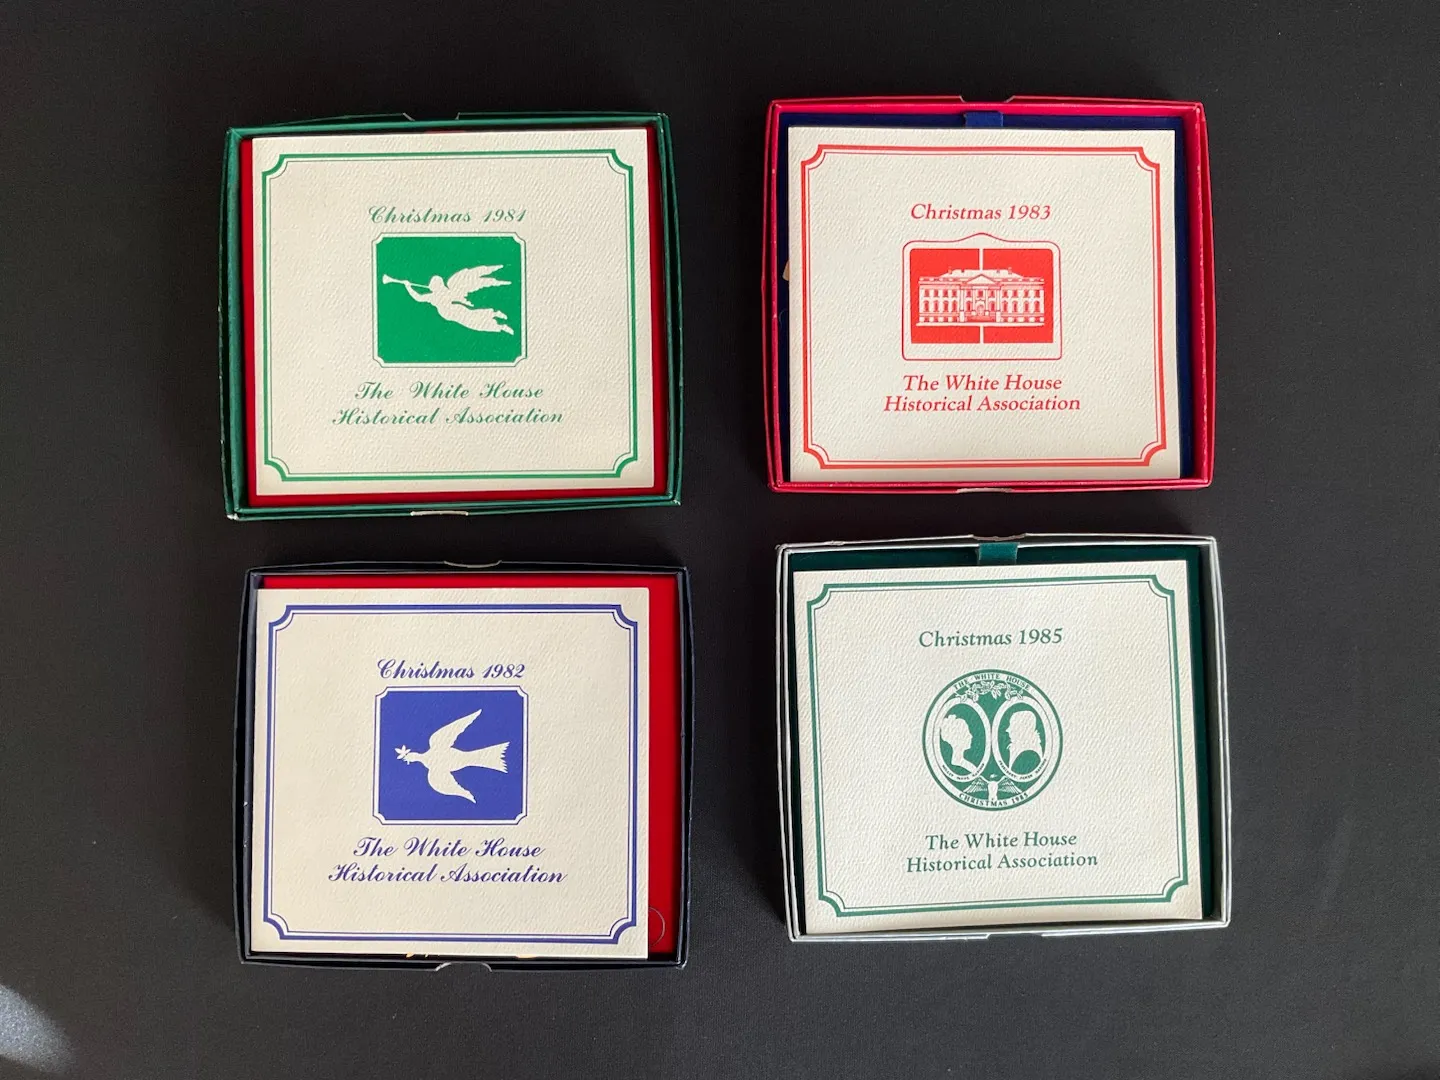 Christmas 1981
The White House
Historical Association
Christmas 1983
The White House
Historical Association
Christmas 1982
The White House
Historical Association
Christmas 1985
THE WHITE HOUSE
CHRISTMAS 1985
The White House
Historical Association